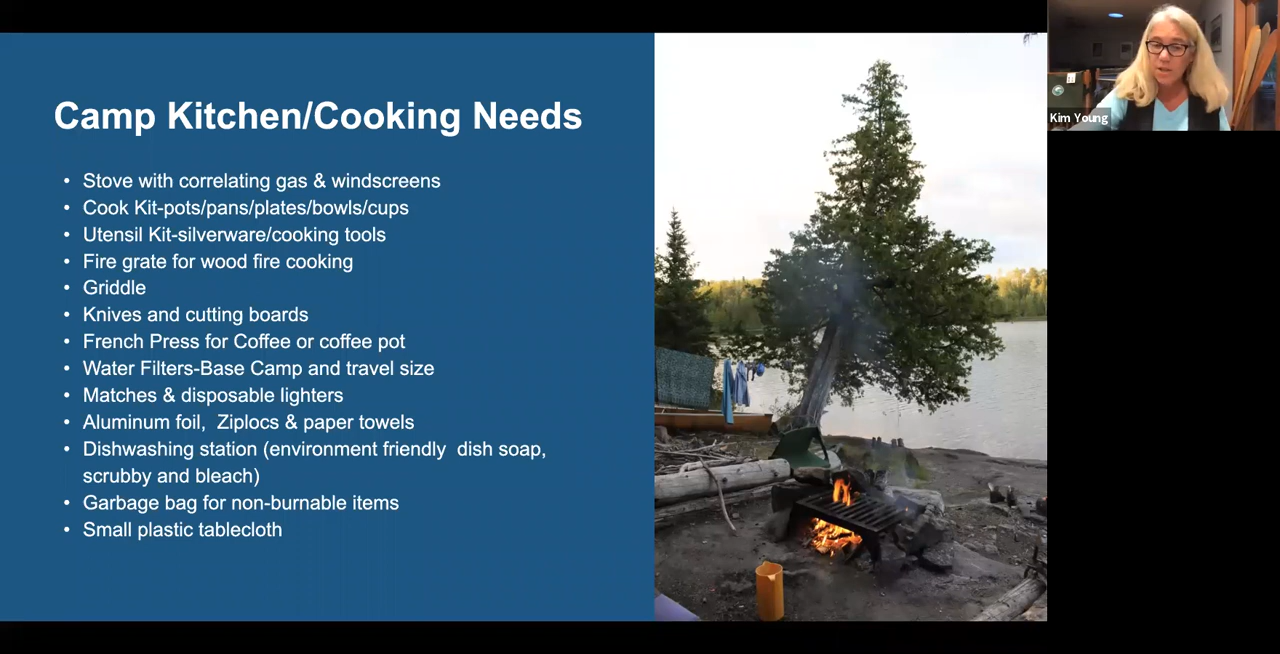 Camp Kitchen/Cooking Needs
• Stove with correlating gas & windscreens
• Cook Kit-pots/pans/plates/bowls/cups
• Utensil Kit-silverware/cooking tools
• Fire grate for wood fire cooking
• Griddle
• Knives and cutting boards
• French Press for Coffee or coffee pot
• Water Filters-Base Camp and travel size
• Matches & disposable lighters
• Aluminum foil,  Ziplocs & paper towels
• Dishwashing station (environment friendly  dish soap,
scrubby and bleach)
• Garbage bag for non-burnable items
• Small plastic tablecloth
Kim Young